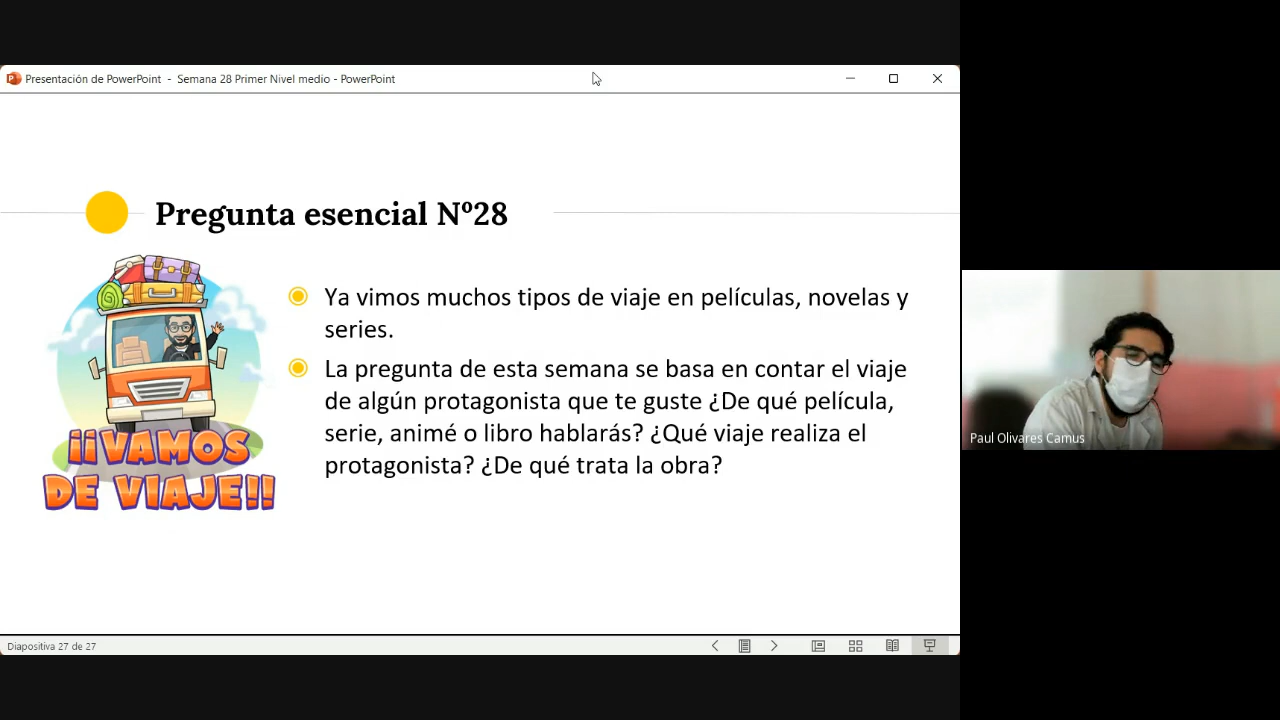 Presentación de PowerPoint - Semana 28 Primer Nivel medio - PowerPoint
Pregunta esencial Nº28
Ya vimos muchos tipos de viaje en películas, novelas y
series.
La pregunta de esta semana se basa en contar el viaje
de algún protagonista que te guste ¿De qué película,
serie, animé o libro hablarás? ¿Qué viaje realiza el
protagonista? ¿De qué trata la obra?
¡¡VAMOS
DE VIAJE!!
Paul Olivares Camus
Diapositiva 27 de 27